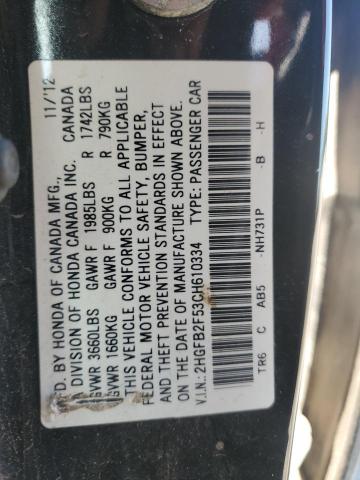 MFD. BY HONDA OF CANADA MFG., 11/'12
A DIVISION OF HONDA CANADA INC. CANADA
GVWR 3660LBS GAWR F 1985LBS R 1742LBS
GVWR 1660KG GAWR F 900KG R 790KG
THIS VEHICLE CONFORMS TO ALL APPLICABLE
FEDERAL MOTOR VEHICLE SAFETY, BUMPER,
AND THEFT PREVENTION STANDARDS IN EFFECT
ON THE DATE OF MANUFACTURE SHOWN ABOVE.
V.I.N.: 2HGFB2F53CH610334 TYPE: PASSENGER CAR
TR6 C AB5 -NH731P -B -H